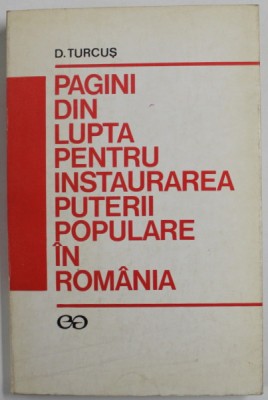 D. TURCUȘ
PAGINI
DIN
LUPTA
PENTRU
INSTAURAREA
PUTERII
POPULARE
ÎN
ROMÂNIA